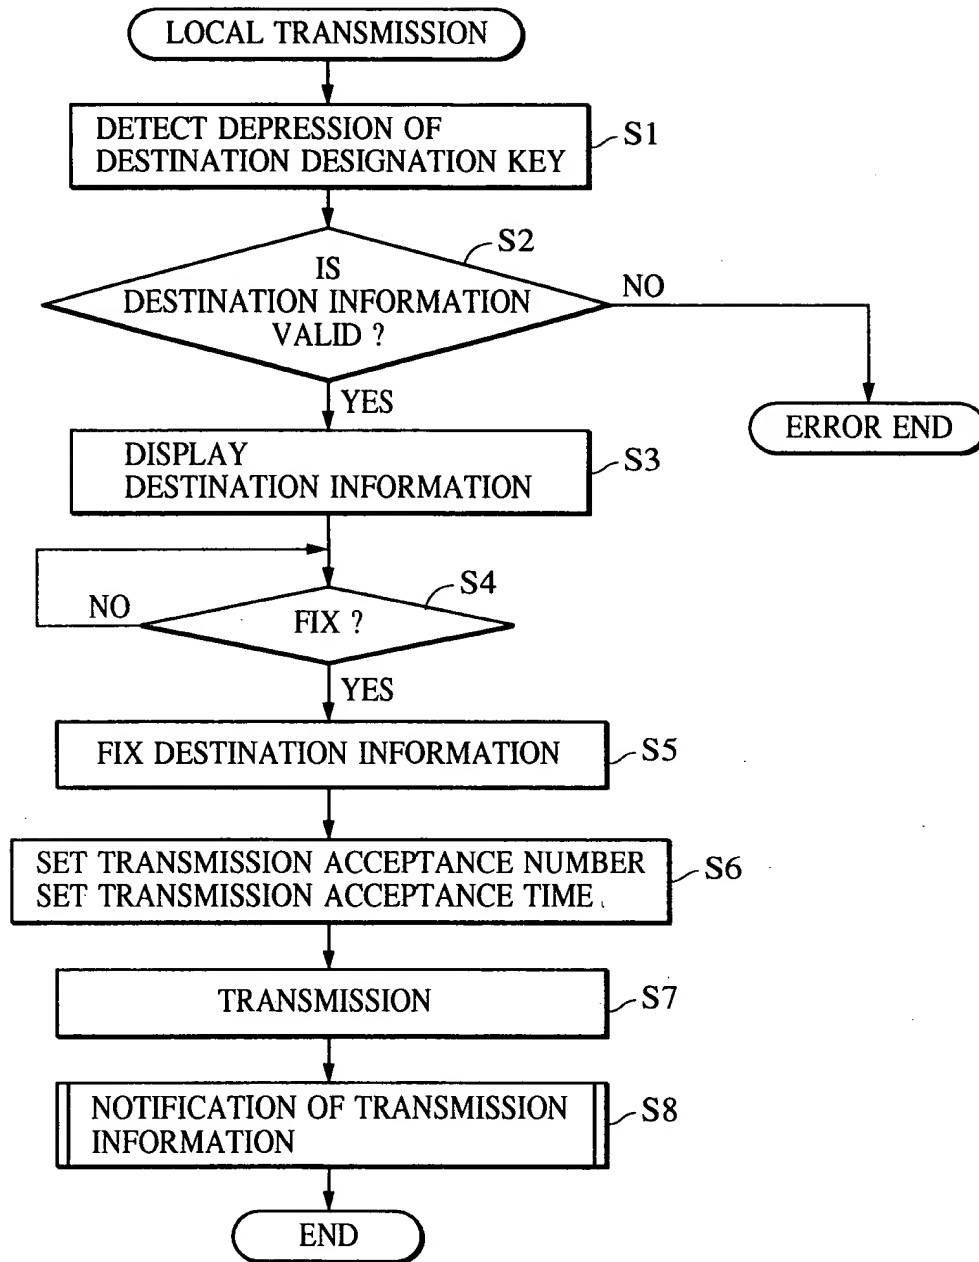 LOCAL TRANSMISSION
DETECT DEPRESSION OF
DESTINATION DESIGNATION KEY
S1
S2
IS
DESTINATION INFORMATION
VALID ?
NO
YES
ERROR END
DISPLAY
DESTINATION INFORMATION
S3
S4
NO
FIX ?
YES
FIX DESTINATION INFORMATION
S5
SET TRANSMISSION ACCEPTANCE NUMBER
SET TRANSMISSION ACCEPTANCE TIME
S6
TRANSMISSION
S7
NOTIFICATION OF TRANSMISSION
INFORMATION
S8
END